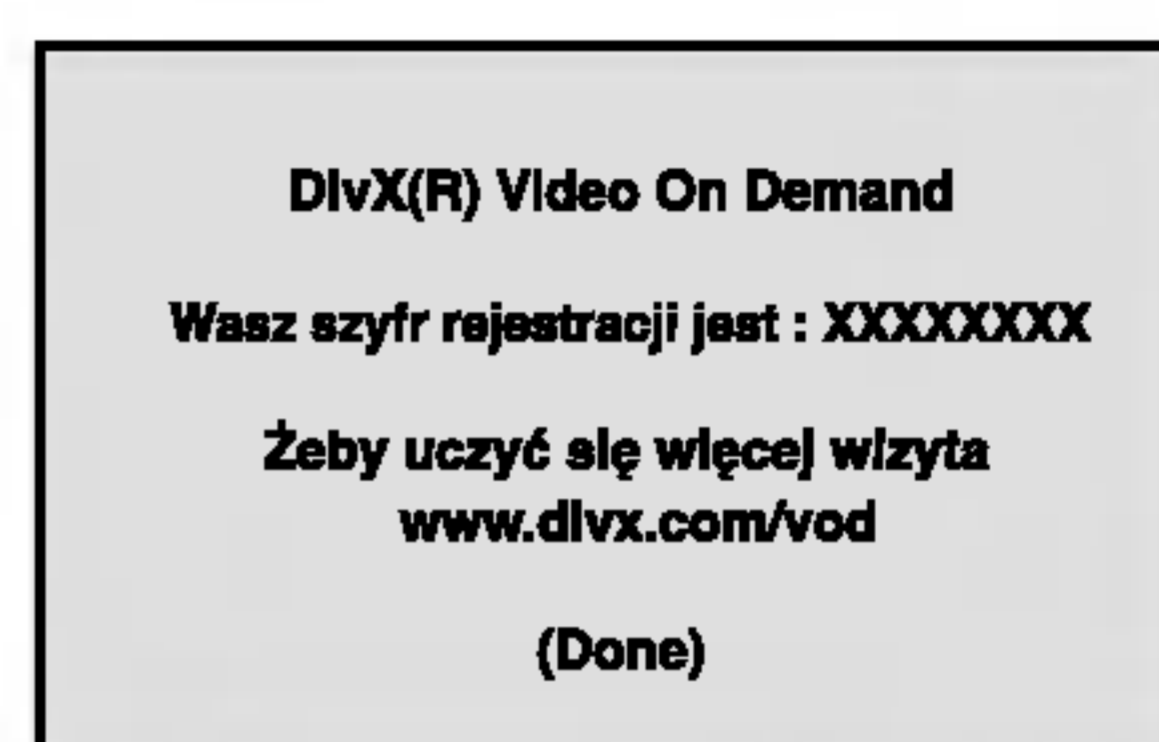 DivX(R) Video On Demand
Wasz szyfr rejestracji jest : XXXXXXXX
Żeby uczyć się więcej wizyta
www.divx.com/vod
(Done)